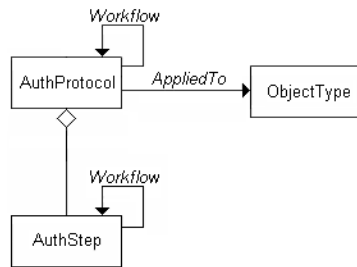 Workflow
AuthProtocol
AppliedTo
ObjectType
Workflow
AuthStep